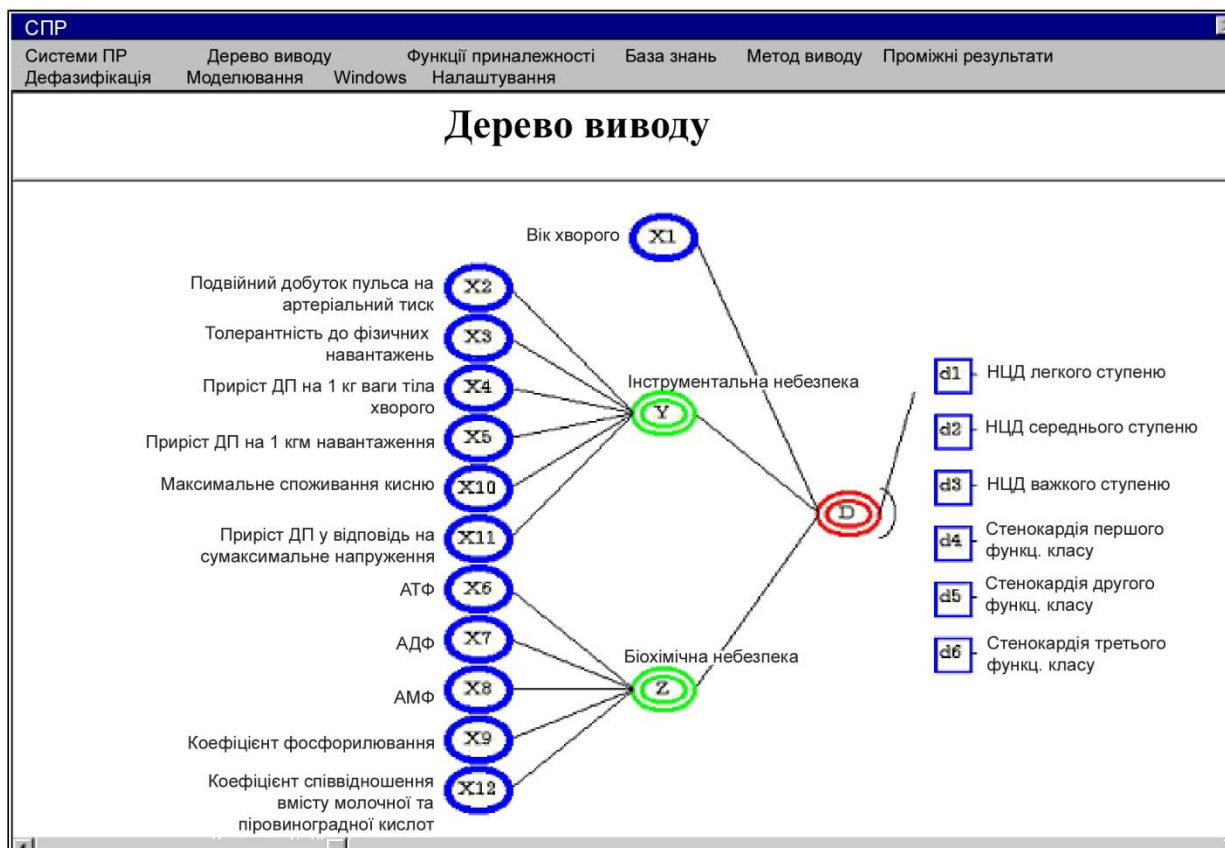 СПР
Системи ПР Дерево виводу Функції приналежності База знань Метод виводу Проміжні результати
Дефазифікація Моделювання Windows Налаштування
Дерево виводу
Вік хворого X1
Подвійний добуток пульса на
артеріальний тиск
X2
Толерантність до фізичних
навантажень
X3
Приріст ДП на 1 кг ваги тіла
хворого
X4
Приріст ДП на 1 кгм навантаження X5
Максимальне споживання кисню X10
Приріст ДП у відповідь на
сумаксимальне напруження
X11
АТФ X6
АДФ X7
АМФ X8
Коефіцієнт фосфорилювання X9
Коефіцієнт співвідношення
вмісту молочної та
піровиноградної кислот
X12
Інструментальна небезпека
Y
Біохімічна небезпека
Z
D
d1 НЦД легкого ступеню
d2 НЦД середнього ступеню
d3 НЦД важкого ступеню
d4 Стенокардія першого
функц. класу
d5 Стенокардія другого
функц. класу
d6 Стенокардія третього
функц. класу